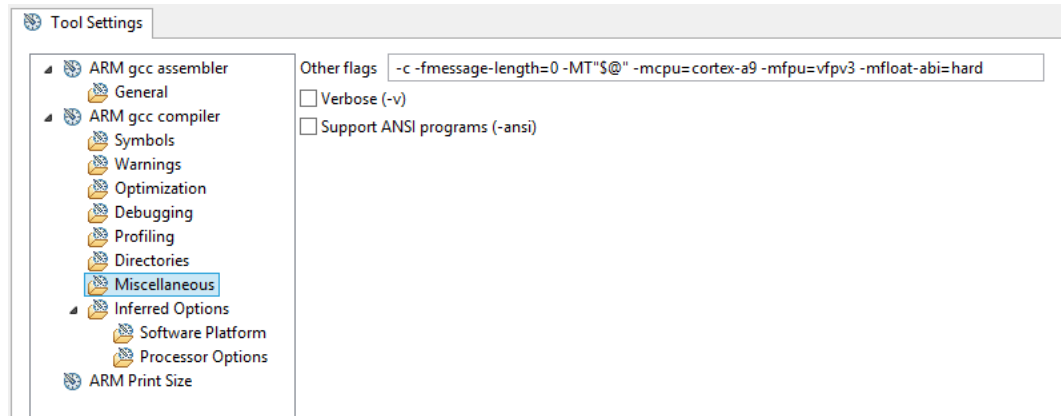 Tool Settings
ARM gcc assembler
General
ARM gcc compiler
Symbols
Warnings
Optimization
Debugging
Profiling
Directories
Miscellaneous
Inferred Options
Software Platform
Processor Options
ARM Print Size
Other flags -c -fmessage-length=0 -MT"$@" -mcpu=cortex-a9 -mfpu=vfpv3 -mfloat-abi=hard
Verbose (-v)
Support ANSI programs (-ansi)